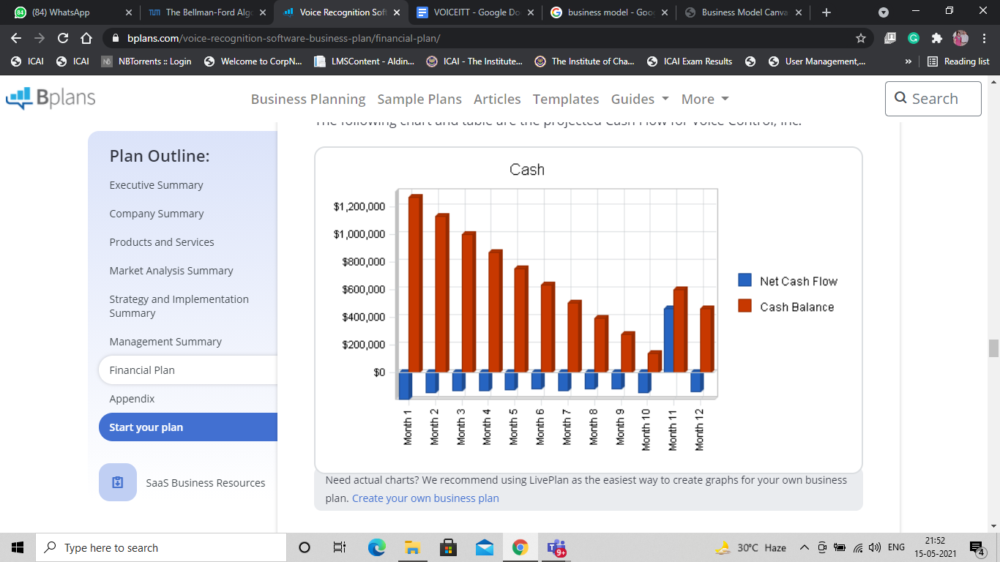 (84) WhatsApp
The Bellman-Ford Algo
Voice Recognition Soft
VOICEITT - Google Do
business model - Goo
Business Model Canva
bplans.com/voice-recognition-software-business-plan/financial-plan/
ICAI
ICAI
NBTorrents :: Login
Welcome to CorpN...
LMSContent - Aldin...
ICAI - The Institute...
The Institute of Cha...
ICAI Exam Results
User Management,...
»
Reading list
Bplans
Business Planning
Sample Plans
Articles
Templates
Guides
More
Search
The following chart and table are the projected Cash Flow for Voice Control, Inc.
Plan Outline:
Executive Summary
Company Summary
Products and Services
Market Analysis Summary
Strategy and Implementation
Summary
Management Summary
Financial Plan
Appendix
Start your plan
SaaS Business Resources
Cash
$1,200,000
$1,000,000
$800,000
$600,000
$400,000
$200,000
$0
Month 1
Month 2
Month 3
Month 4
Month 5
Month 6
Month 7
Month 8
Month 9
Month 10
Month 11
Month 12
Net Cash Flow
Cash Balance
Need actual charts? We recommend using LivePlan as the easiest way to create graphs for your own business
plan. Create your own business plan
Type here to search
9+
30°C Haze
ENG
21:52
15-05-2021
4